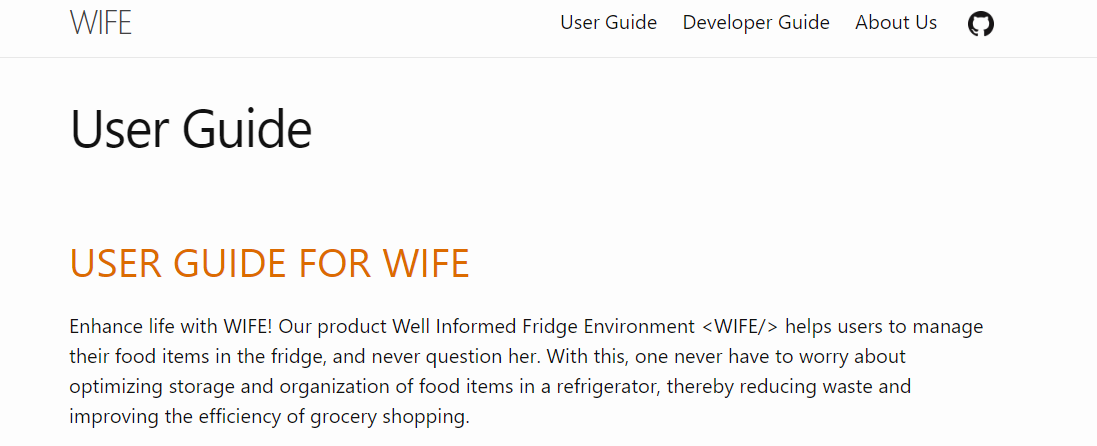 WIFE
User Guide Developer Guide About Us
User Guide
USER GUIDE FOR WIFE
Enhance life with WIFE! Our product Well Informed Fridge Environment <WIFE/> helps users to manage
their food items in the fridge, and never question her. With this, one never have to worry about
optimizing storage and organization of food items in a refrigerator, thereby reducing waste and
improving the efficiency of grocery shopping.